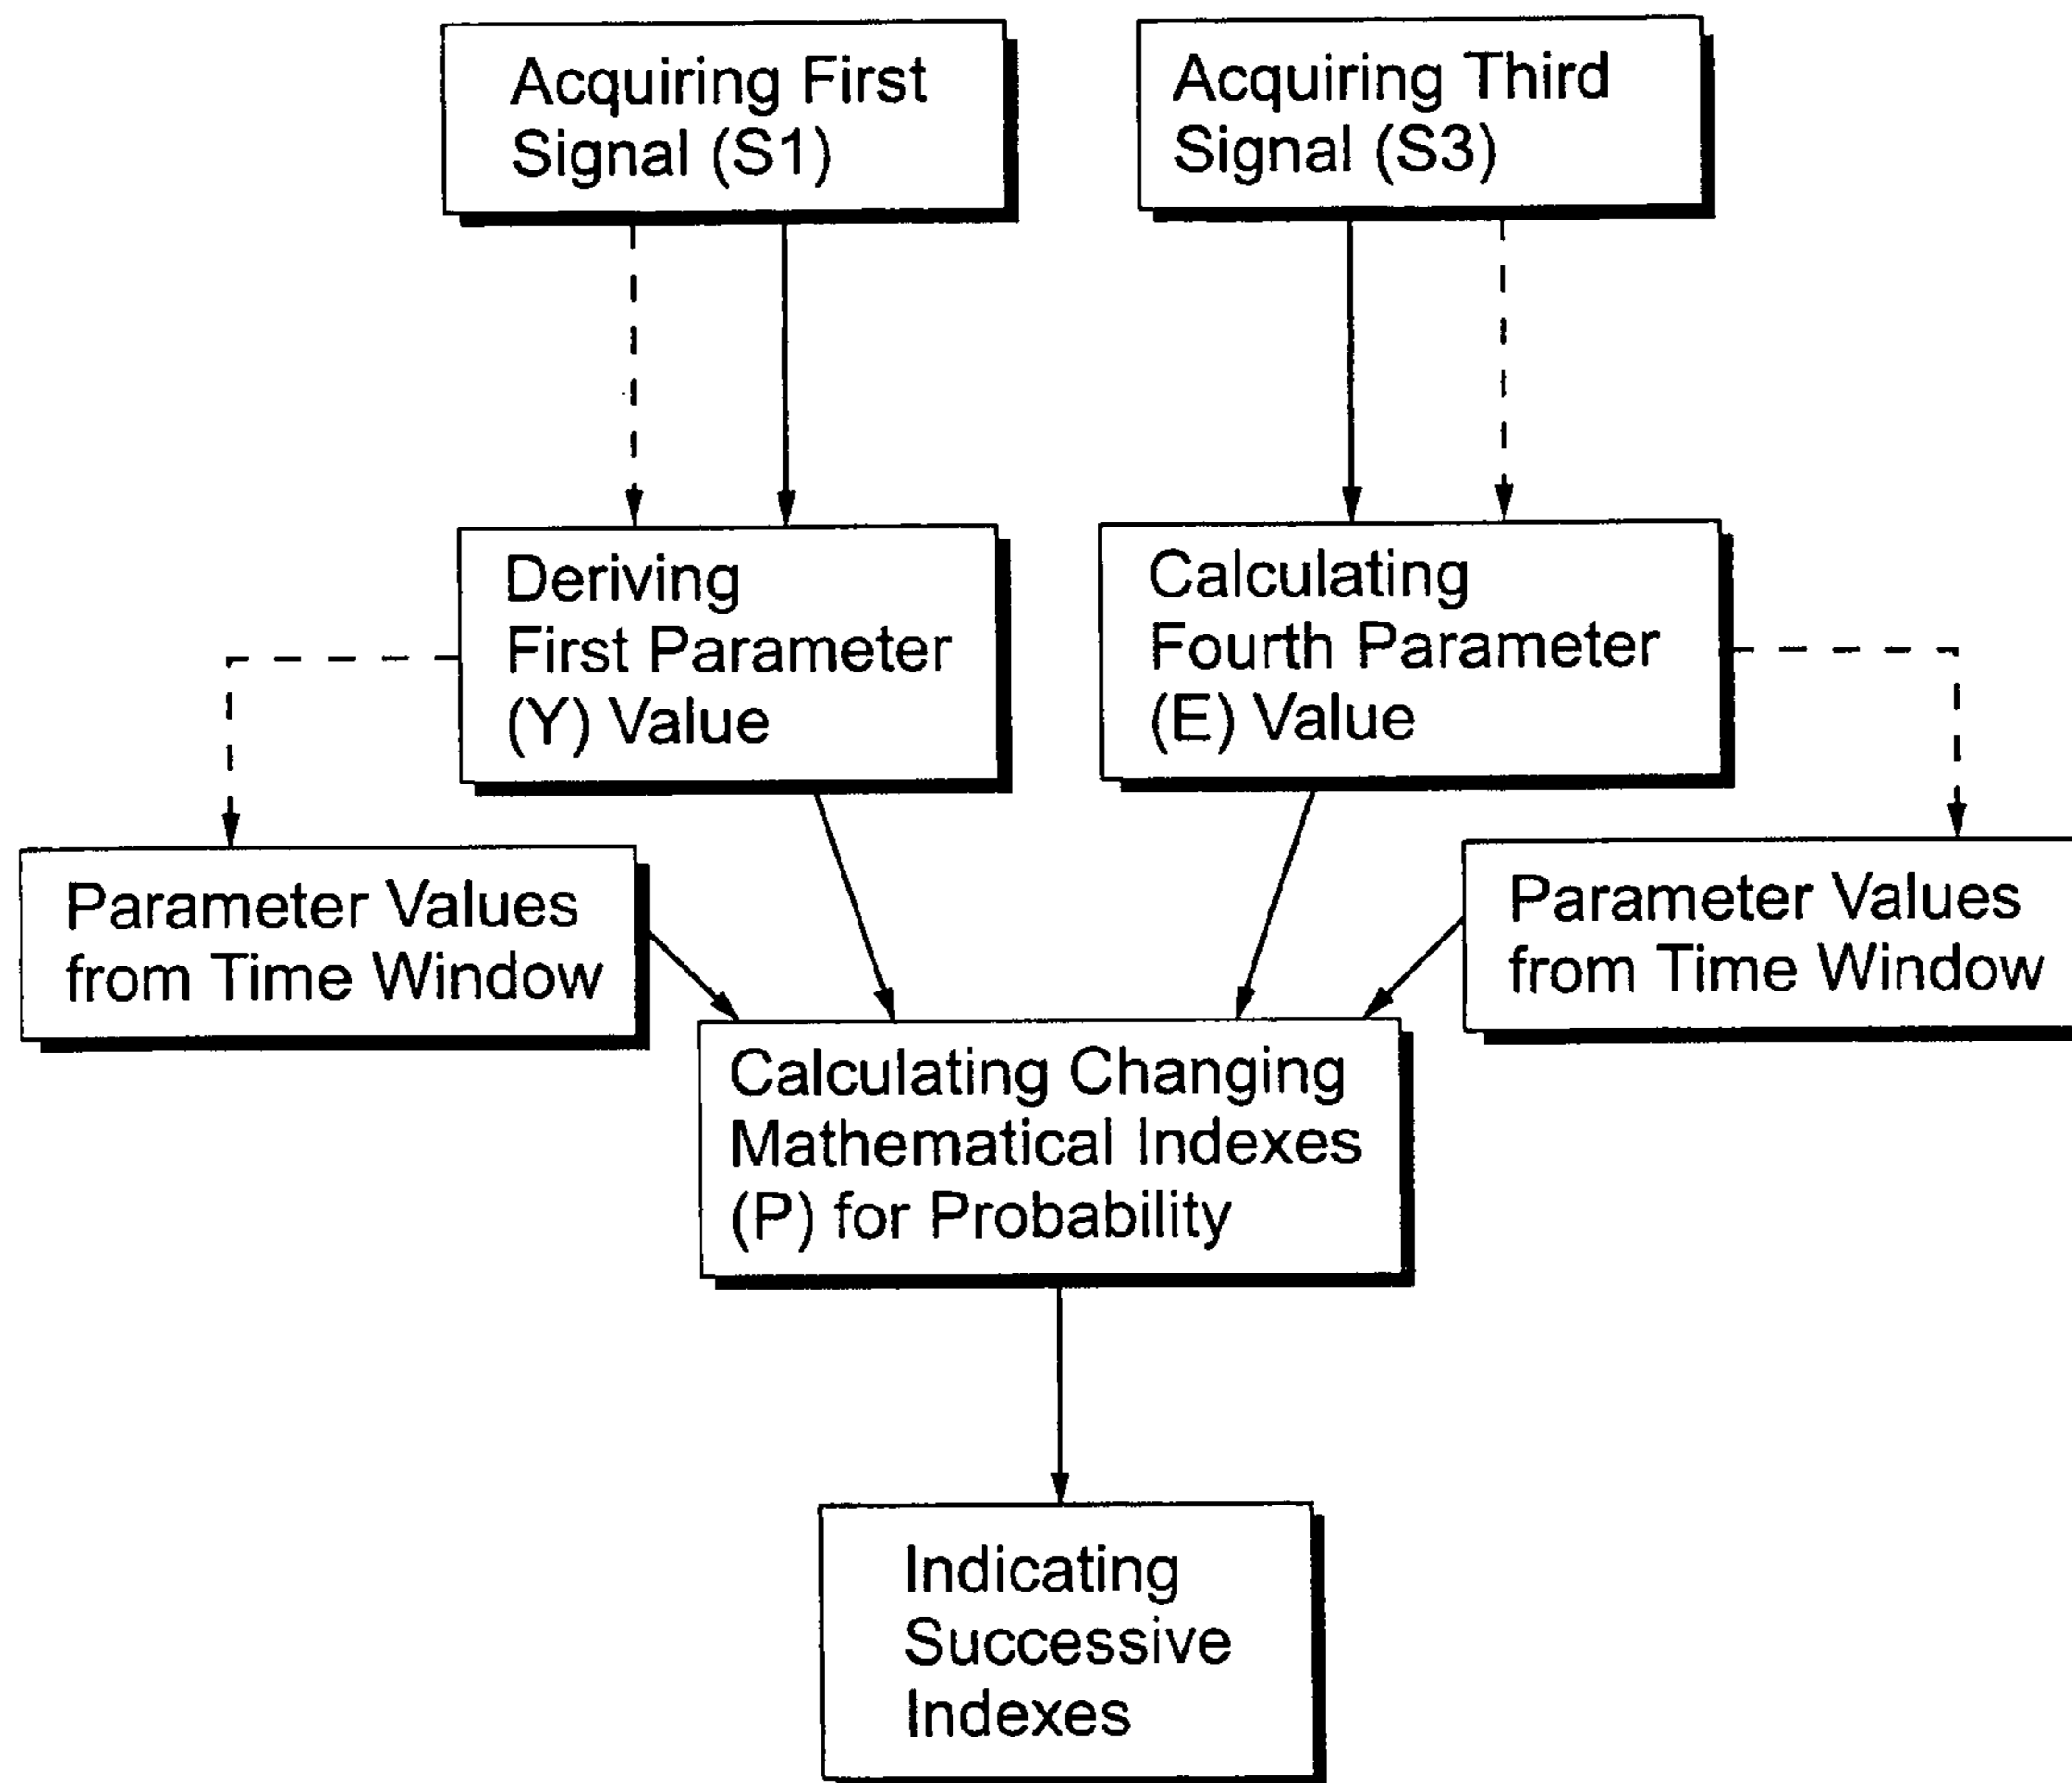 Acquiring First
Signal (S1)
Acquiring Third
Signal (S3)
Deriving
First Parameter
(Y) Value
Calculating
Fourth Parameter
(E) Value
Parameter Values
from Time Window
Parameter Values
from Time Window
Calculating Changing
Mathematical Indexes
(P) for Probability
Indicating
Successive
Indexes